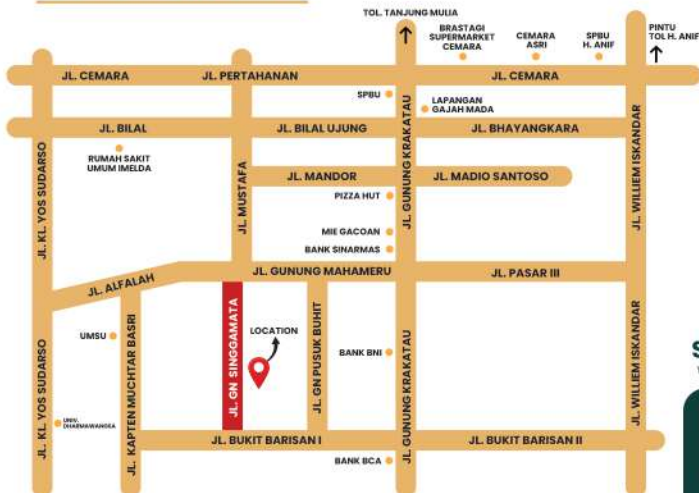 TOL. TANJUNG MULIA
BRASTAGI
SUPERMARKET
CEMARA
CEMARA
ASRI
SPBU
H. ANIF
PINTU
TOL H. ANIF
JL. CEMARA
JL. PERTAHANAN
JL. CEMARA
SPBU
LAPANGAN
GAJAH MADA
JL. BILAL
JL. BILAL UJUNG
JL. BHAYANGKARA
RUMAH SAKIT
UMUM IMELDA
JL. KL. YOS SUDARSO
JL. MUSTAFA
JL. GUNUNG KRAKATAU
JL. WILLIEM ISKANDAR
JL. MANDOR
JL. MADIO SANTOSO
PIZZA HUT
MIE GACOAN
BANK SINARMAS
JL. GUNUNG MAHAMERU
JL. PASAR III
JL. ALFALAH
UMSU
JL. KAPTEN MUCHTAR BASRI
JL. GN SINGGAMATA
LOCATION
JL. GN PUSUK BUHIT
BANK BNI
JL. GUNUNG KRAKATAU
JL. WILLIEM ISKANDAR
JL. KL. YOS SUDARSO
UNIV.
DHARMAWANGSA
JL. BUKIT BARISAN I
JL. BUKIT BARISAN II
BANK BCA